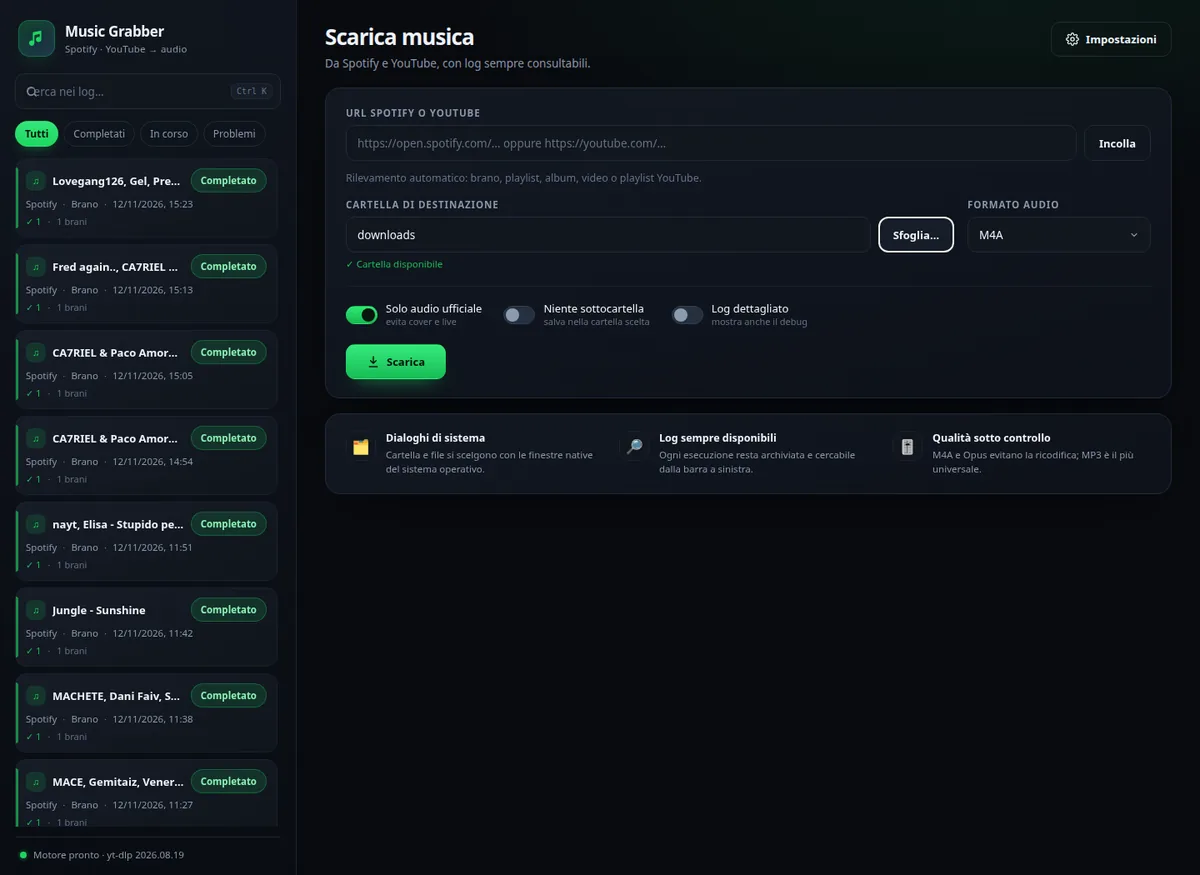 Music Grabber
Spotify · YouTube → audio
Cerca nei log...
Ctrl K
Tutti
Completati
In corso
Problemi
Lovegang126, Gel, Pre...
Completato
Spotify · Brano · 12/11/2026, 15:23
✓ 1 · 1 brani
Fred again.., CA7RIEL ...
Completato
Spotify · Brano · 12/11/2026, 15:13
✓ 1 · 1 brani
CA7RIEL & Paco Amor...
Completato
Spotify · Brano · 12/11/2026, 15:05
✓ 1 · 1 brani
CA7RIEL & Paco Amor...
Completato
Spotify · Brano · 12/11/2026, 14:54
✓ 1 · 1 brani
nayt, Elisa - Stupido pe...
Completato
Spotify · Brano · 12/11/2026, 11:51
✓ 1 · 1 brani
Jungle - Sunshine
Completato
Spotify · Brano · 12/11/2026, 11:42
✓ 1 · 1 brani
MACHETE, Dani Faiv, S...
Completato
Spotify · Brano · 12/11/2026, 11:38
✓ 1 · 1 brani
MACE, Gemitaiz, Vener...
Completato
Spotify · Brano · 12/11/2026, 11:27
✓ 1 · 1 brani
Motore pronto · yt-dlp 2026.08.19
Scarica musica
Da Spotify e YouTube, con log sempre consultabili.
Impostazioni
URL SPOTIFY O YOUTUBE
https://open.spotify.com/... oppure https://youtube.com/...
Incolla
Rilevamento automatico: brano, playlist, album, video o playlist YouTube.
CARTELLA DI DESTINAZIONE
downloads
Sfoglia...
✓ Cartella disponibile
FORMATO AUDIO
M4A
Solo audio ufficiale
evita cover e live
Niente sottocartella
salva nella cartella scelta
Log dettagliato
mostra anche il debug
Scarica
Dialoghi di sistema
Cartella e file si scelgono con le finestre native
del sistema operativo.
Log sempre disponibili
Ogni esecuzione resta archiviata e cercabile
dalla barra a sinistra.
Qualità sotto controllo
M4A e Opus evitano la ricodifica; MP3 è il più
universale.